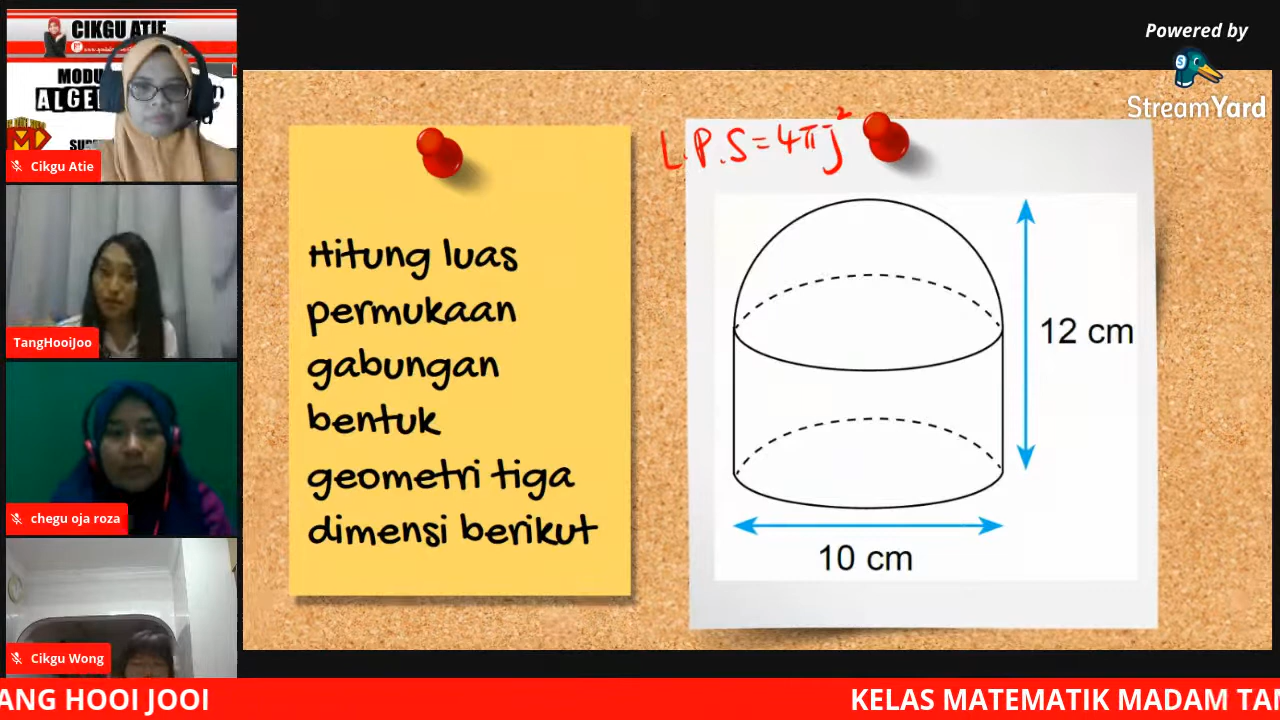 CIKGU ATIE
MODU
ALGE
Cikgu Atie
TangHooiJoo
chegu oja roza
Cikgu Wong
Powered by
StreamYard
L.P.S = 4πj²
Hitung luas
permukaan
gabungan
bentuk
geometri tiga
dimensi berikut
12 cm
10 cm
ANG HOOI JOOI
KELAS MATEMATIK MADAM TAN